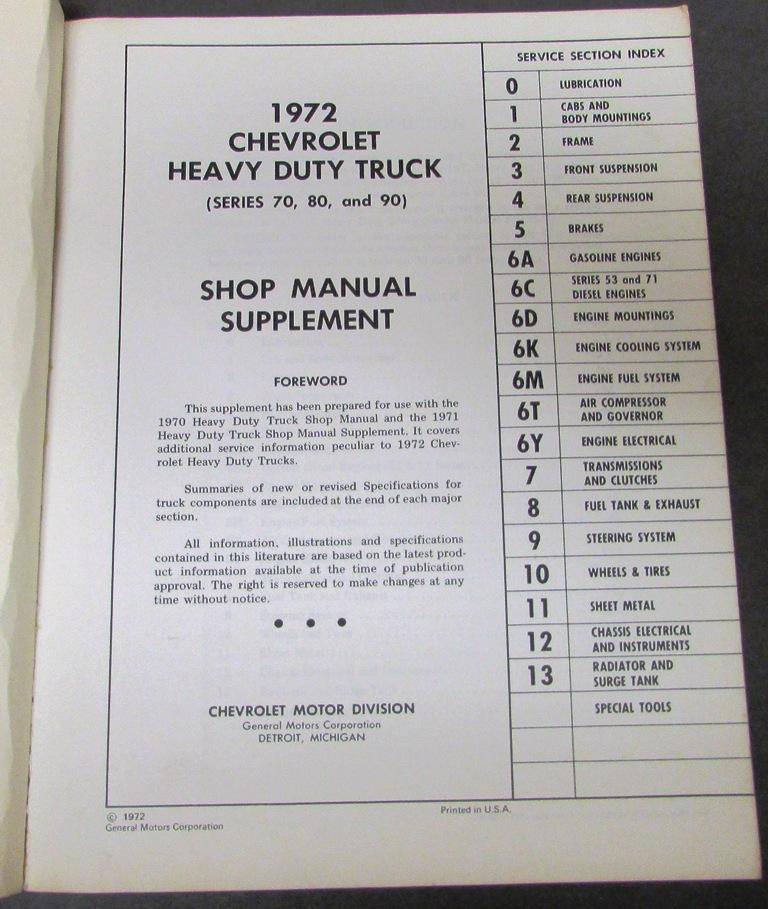 1972
CHEVROLET
HEAVY DUTY TRUCK
(SERIES 70, 80, and 90)
SHOP MANUAL
SUPPLEMENT
FOREWORD
This supplement has been prepared for use with the
1970 Heavy Duty Truck Shop Manual and the 1971
Heavy Duty Truck Shop Manual Supplement. It covers
additional service information peculiar to 1972 Chev-
rolet Heavy Duty Trucks.
Summaries of new or revised Specifications for
truck components are included at the end of each major
section.
All information, illustrations and specifications
contained in this literature are based on the latest prod-
uct information available at the time of publication
approval. The right is reserved to make changes at any
time without notice.
• • •
CHEVROLET MOTOR DIVISION
General Motors Corporation
DETROIT, MICHIGAN
SERVICE SECTION INDEX
0 LUBRICATION
1 CABS AND
BODY MOUNTINGS
2 FRAME
3 FRONT SUSPENSION
4 REAR SUSPENSION
5 BRAKES
6A GASOLINE ENGINES
6C SERIES 53 and 71
DIESEL ENGINES
6D ENGINE MOUNTINGS
6K ENGINE COOLING SYSTEM
6M ENGINE FUEL SYSTEM
6T AIR COMPRESSOR
AND GOVERNOR
6Y ENGINE ELECTRICAL
7 TRANSMISSIONS
AND CLUTCHES
8 FUEL TANK & EXHAUST
9 STEERING SYSTEM
10 WHEELS & TIRES
11 SHEET METAL
12 CHASSIS ELECTRICAL
AND INSTRUMENTS
13 RADIATOR AND
SURGE TANK
SPECIAL TOOLS
© 1972
General Motors Corporation
Printed in U.S.A.